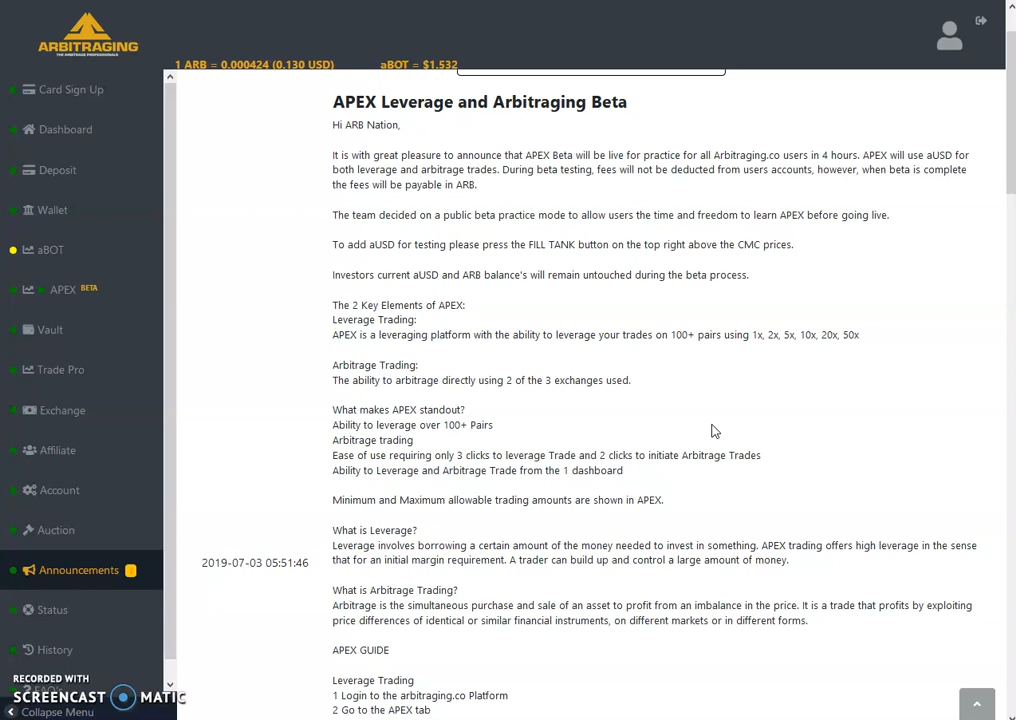 ARBITRAGING
THE ARBITRAGE PROFESSIONALS
1 ARB = 0.000424 (0.130 USD)
aBOT = $1.532
Card Sign Up
Dashboard
Deposit
Wallet
aBOT
APEX BETA
Vault
Trade Pro
Exchange
Affiliate
Account
Auction
Announcements
Status
History
Collapse Menu
RECORDED WITH
SCREENCAST MATIC
APEX Leverage and Arbitraging Beta
Hi ARB Nation,
It is with great pleasure to announce that APEX Beta will be live for practice for all Arbitraging.co users in 4 hours. APEX will use aUSD for
both leverage and arbitrage trades. During beta testing, fees will not be deducted from users accounts, however, when beta is complete
the fees will be payable in ARB.
The team decided on a public beta practice mode to allow users the time and freedom to learn APEX before going live.
To add aUSD for testing please press the FILL TANK button on the top right above the CMC prices.
Investors current aUSD and ARB balance's will remain untouched during the beta process.
The 2 Key Elements of APEX:
Leverage Trading:
APEX is a leveraging platform with the ability to leverage your trades on 100+ pairs using 1x, 2x, 5x, 10x, 20x, 50x
Arbitrage Trading:
The ability to arbitrage directly using 2 of the 3 exchanges used.
What makes APEX standout?
Ability to leverage over 100+ Pairs
Arbitrage trading
Ease of use requiring only 3 clicks to leverage Trade and 2 clicks to initiate Arbitrage Trades
Ability to Leverage and Arbitrage Trade from the 1 dashboard
Minimum and Maximum allowable trading amounts are shown in APEX.
What is Leverage?
Leverage involves borrowing a certain amount of the money needed to invest in something. APEX trading offers high leverage in the sense
that for an initial margin requirement. A trader can build up and control a large amount of money.
2019-07-03 05:51:46
What is Arbitrage Trading?
Arbitrage is the simultaneous purchase and sale of an asset to profit from an imbalance in the price. It is a trade that profits by exploiting
price differences of identical or similar financial instruments, on different markets or in different forms.
APEX GUIDE
Leverage Trading
1 Login to the arbitraging.co Platform
2 Go to the APEX tab